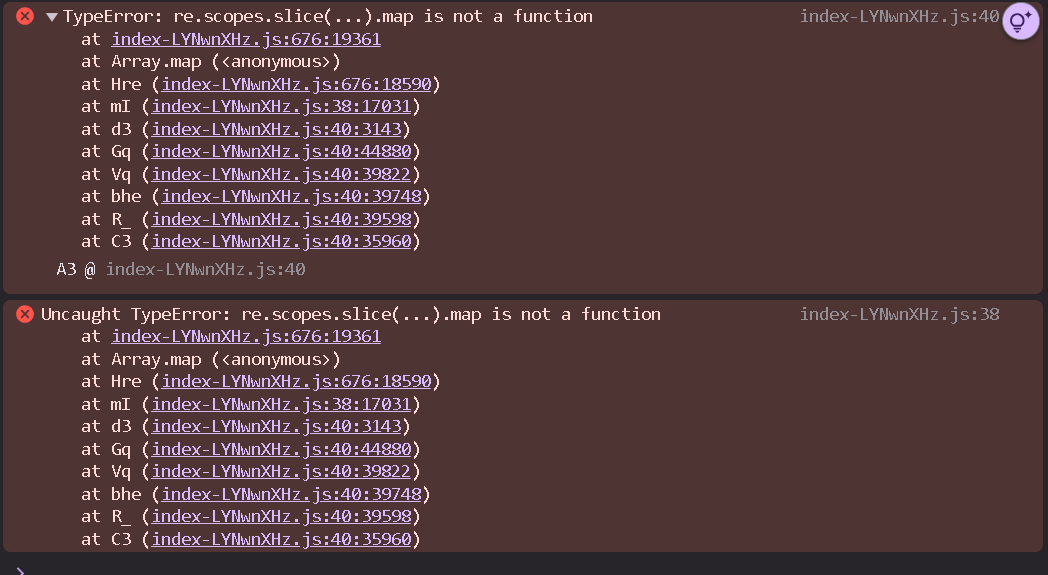 TypeError: re.scopes.slice(...).map is not a function index-LYNwnXHz.js:40
at index-LYNwnXHz.js:676:19361
at Array.map (<anonymous>)
at Hre (index-LYNwnXHz.js:676:18590)
at mI (index-LYNwnXHz.js:38:17031)
at d3 (index-LYNwnXHz.js:40:3143)
at Gq (index-LYNwnXHz.js:40:44880)
at Vq (index-LYNwnXHz.js:40:39822)
at bhe (index-LYNwnXHz.js:40:39748)
at R_ (index-LYNwnXHz.js:40:39598)
at C3 (index-LYNwnXHz.js:40:35960)
A3 @ index-LYNwnXHz.js:40
Uncaught TypeError: re.scopes.slice(...).map is not a function index-LYNwnXHz.js:38
at index-LYNwnXHz.js:676:19361
at Array.map (<anonymous>)
at Hre (index-LYNwnXHz.js:676:18590)
at mI (index-LYNwnXHz.js:38:17031)
at d3 (index-LYNwnXHz.js:40:3143)
at Gq (index-LYNwnXHz.js:40:44880)
at Vq (index-LYNwnXHz.js:40:39822)
at bhe (index-LYNwnXHz.js:40:39748)
at R_ (index-LYNwnXHz.js:40:39598)
at C3 (index-LYNwnXHz.js:40:35960)